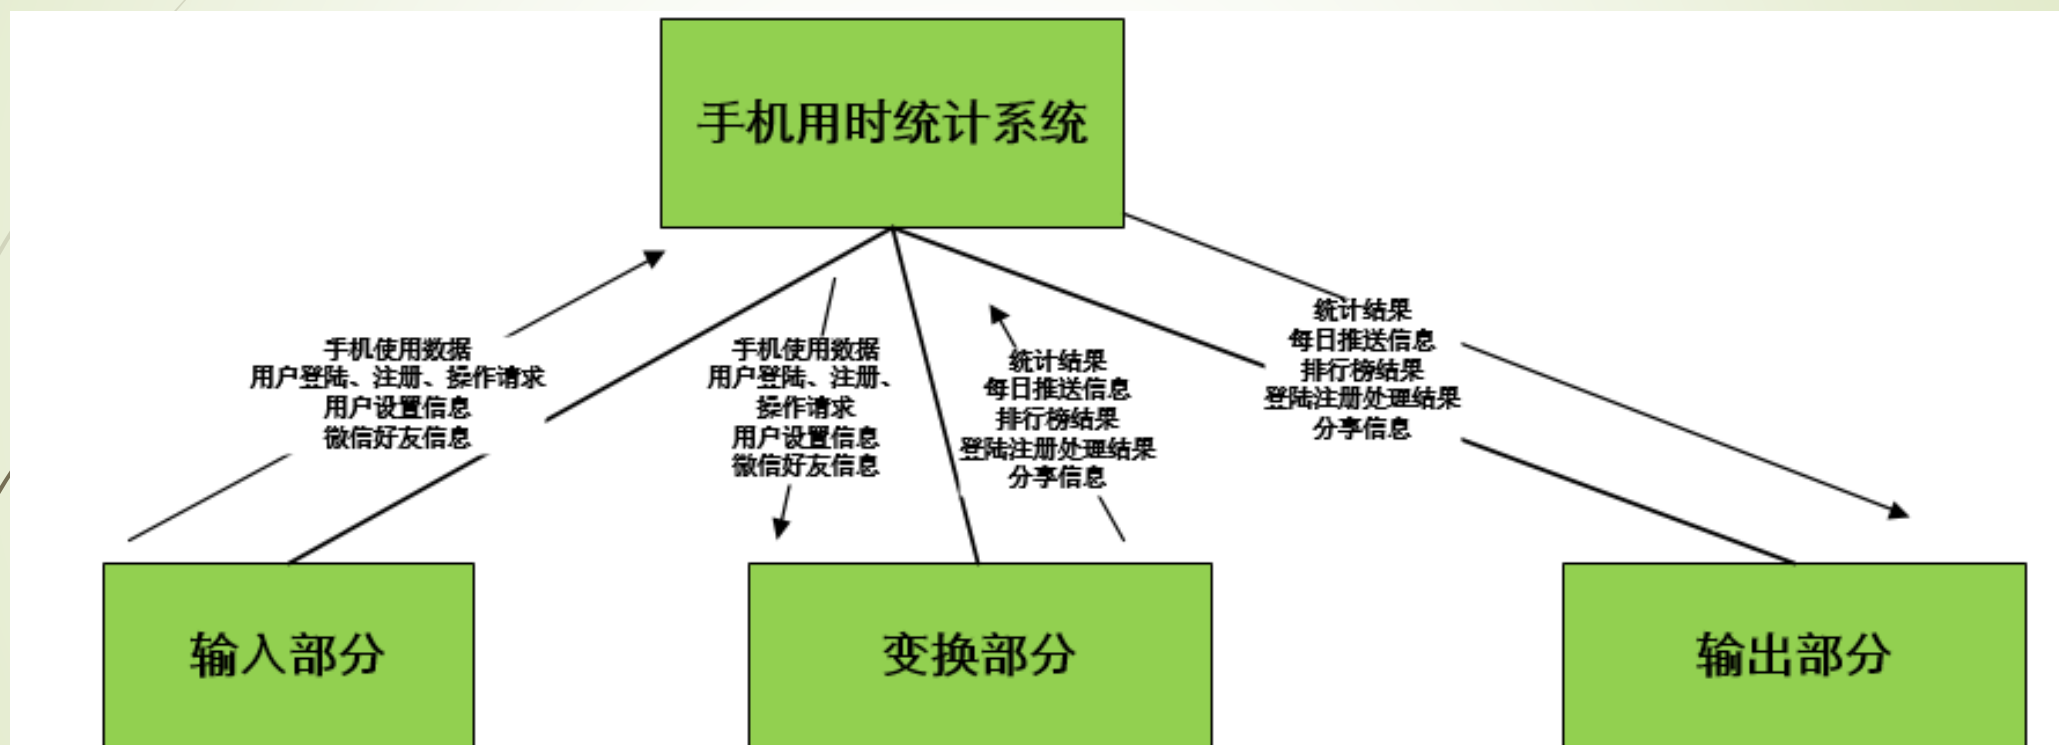 手机用时统计系统
手机使用数据
用户登陆、注册、操作请求
用户设置信息
微信好友信息
手机使用数据
用户登陆、注册、
操作请求
用户设置信息
微信好友信息
统计结果
每日推送信息
排行榜结果
登陆注册处理结果
分享信息
统计结果
每日推送信息
排行榜结果
登陆注册处理结果
分享信息
输入部分
变换部分
输出部分